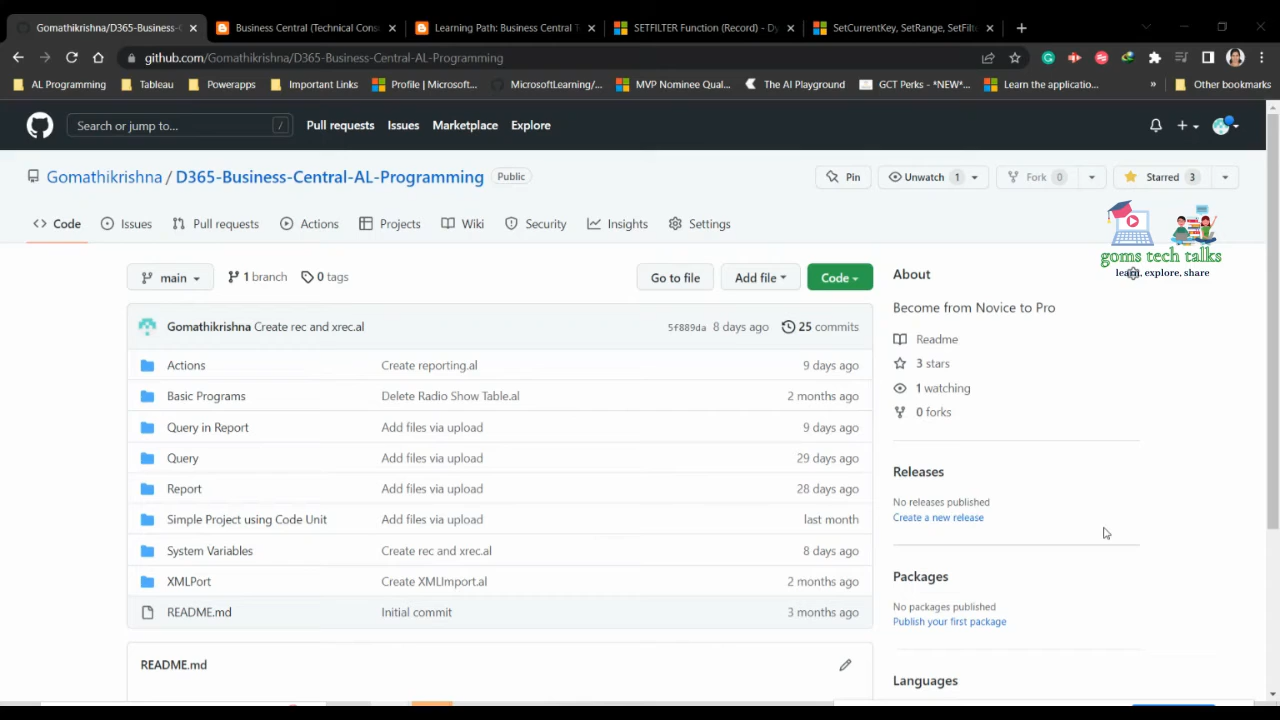 Gomathikrishna/D365-Business-
Business Central (Technical Cons
Learning Path: Business Central T
SETFILTER Function (Record) - Dy
SetCurrentKey, SetRange, SetFilte
github.com/Gomathikrishna/D365-Business-Central-AL-Programming
AL Programming
Tableau
Powerapps
Important Links
Profile | Microsoft...
MicrosoftLearning/...
MVP Nominee Qual...
The AI Playground
GCT Perks - *NEW*...
Learn the applicatio...
»
Other bookmarks
Search or jump to...
/
Pull requests
Issues
Marketplace
Explore
Gomathikrishna / D365-Business-Central-AL-Programming
Public
Pin
Unwatch 1
Fork 0
Starred 3
Code
Issues
Pull requests
Actions
Projects
Wiki
Security
Insights
Settings
goms tech talks
learn, explore, share
main
1 branch
0 tags
Go to file
Add file
Code
About
Become from Novice to Pro
Gomathikrishna Create rec and xrec.al
5f889da 8 days ago
25 commits
Readme
3 stars
1 watching
0 forks
Actions
Create reporting.al
9 days ago
Basic Programs
Delete Radio Show Table.al
2 months ago
Query in Report
Add files via upload
9 days ago
Query
Add files via upload
29 days ago
Report
Add files via upload
28 days ago
Simple Project using Code Unit
Add files via upload
last month
System Variables
Create rec and xrec.al
8 days ago
XMLPort
Create XMLImport.al
2 months ago
README.md
Initial commit
3 months ago
Releases
No releases published
Create a new release
Packages
No packages published
Publish your first package
README.md
Languages